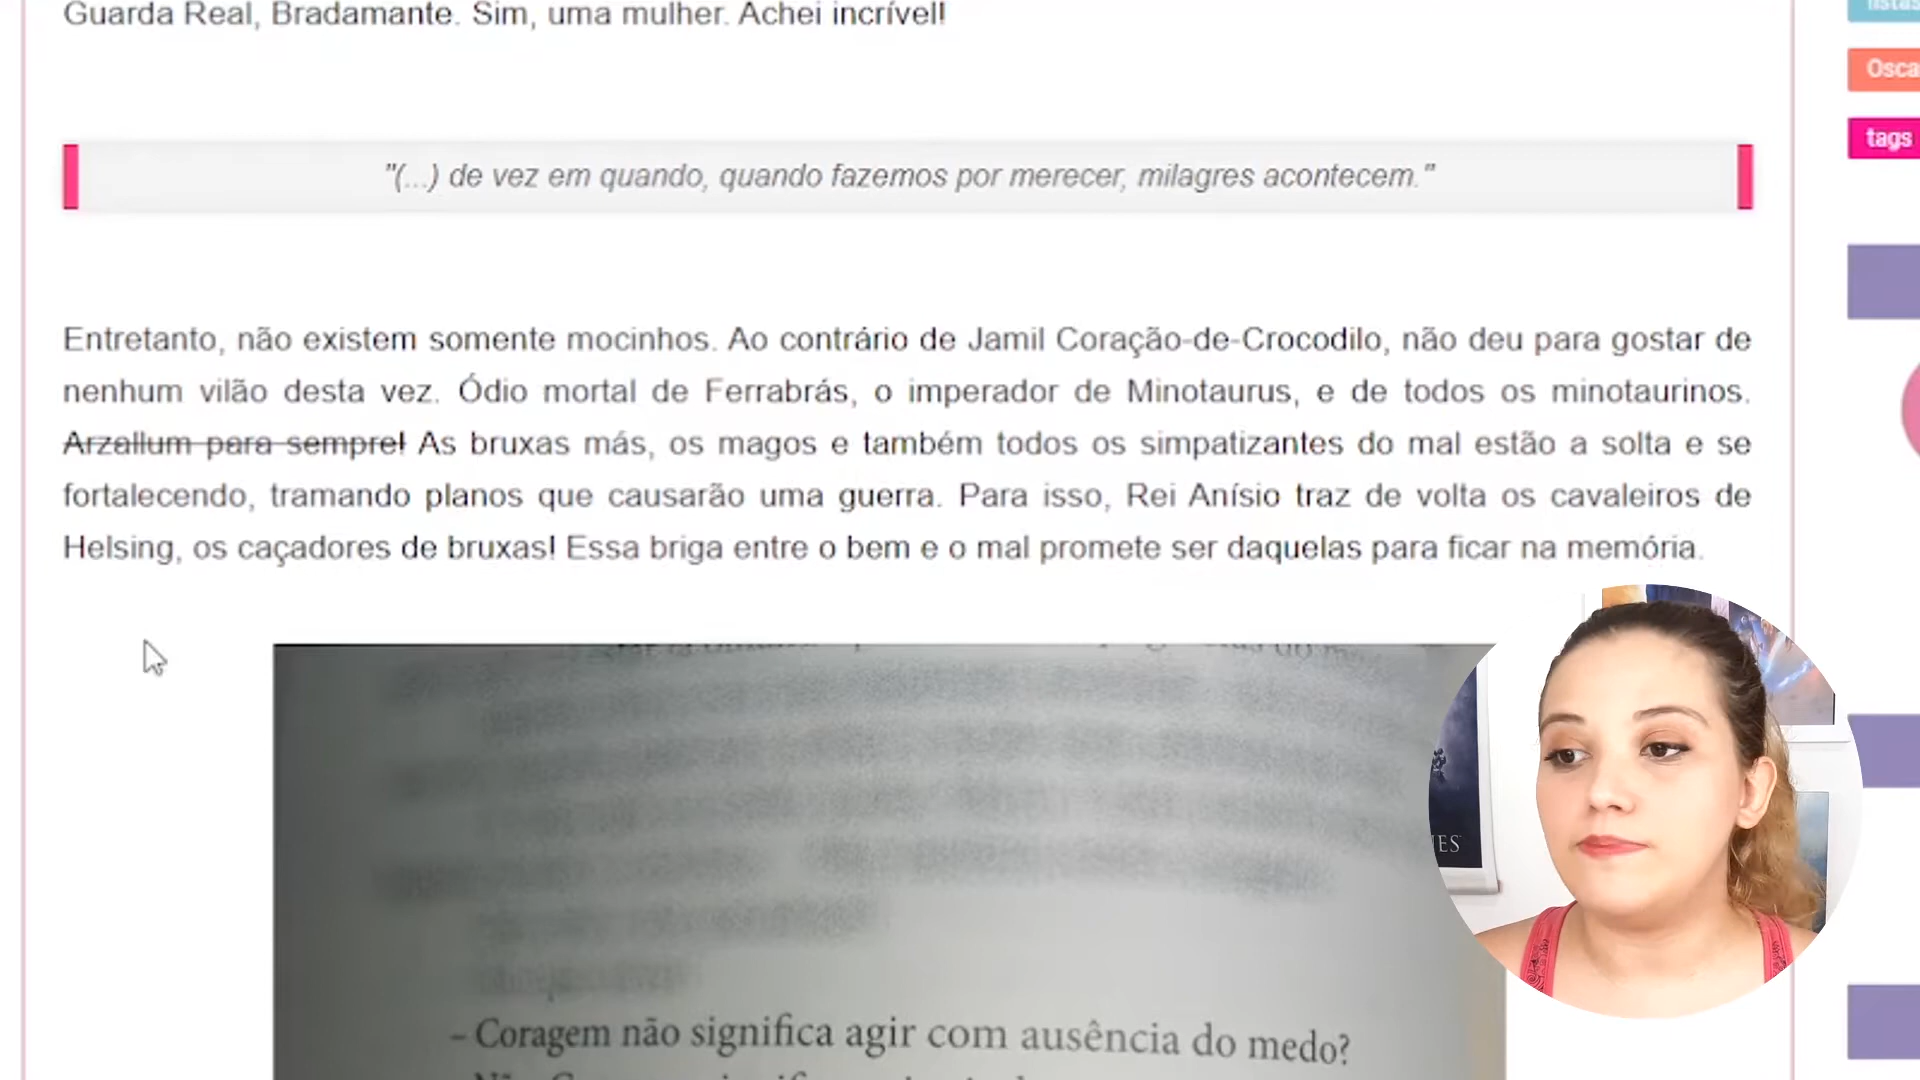 Guarda Real, Bradamante. Sim, uma mulher. Achei incrível!
Osca
tags
"(...) de vez em quando, quando fazemos por merecer, milagres acontecem."
Entretanto, não existem somente mocinhos. Ao contrário de Jamil Coração-de-Crocodilo, não deu para gostar de
nenhum vilão desta vez. Ódio mortal de Ferrabrás, o imperador de Minotaurus, e de todos os minotaurinos.
Arzallum para sempre! As bruxas más, os magos e também todos os simpatizantes do mal estão a solta e se
fortalecendo, tramando planos que causarão uma guerra. Para isso, Rei Anísio traz de volta os cavaleiros de
Helsing, os caçadores de bruxas! Essa briga entre o bem e o mal promete ser daquelas para ficar na memória.
– Coragem não significa agir com ausência do medo?